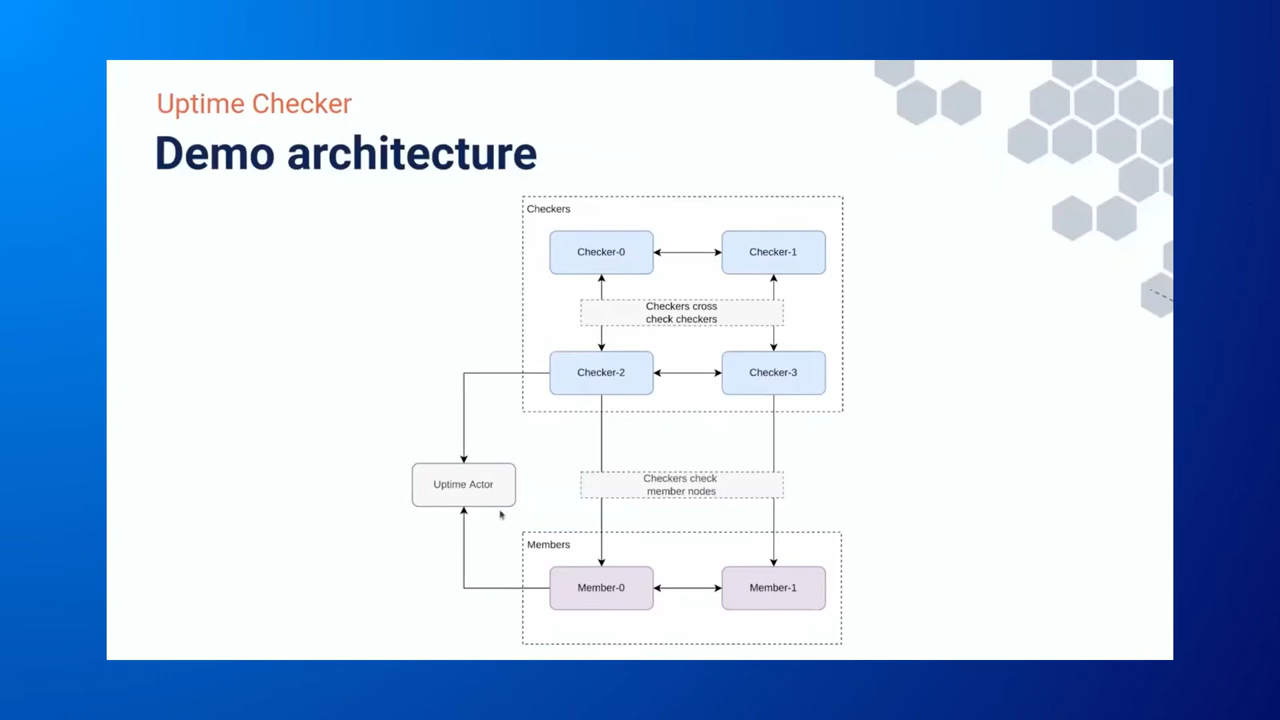 Uptime Checker
Demo architecture
Checkers
Checker-0
Checker-1
Checkers cross
check checkers
Checker-2
Checker-3
Uptime Actor
Checkers check
member nodes
Members
Member-0
Member-1